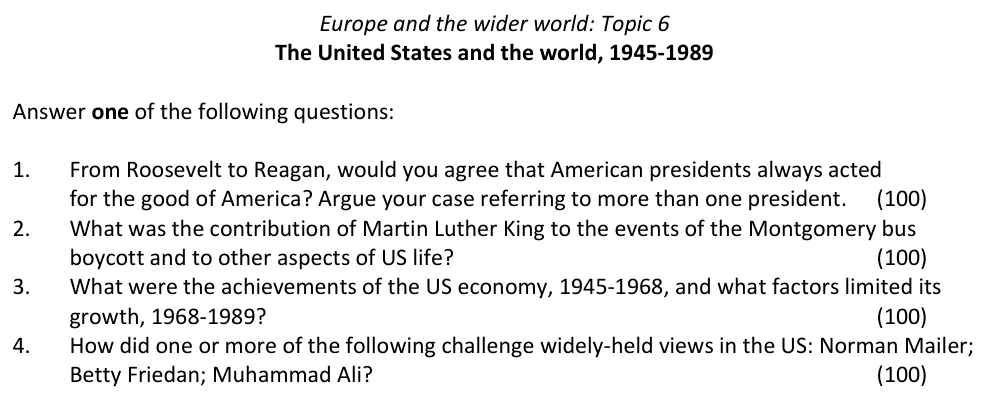 Europe and the wider world: Topic 6
The United States and the world, 1945-1989
Answer one of the following questions:
1. From Roosevelt to Reagan, would you agree that American presidents always acted
for the good of America? Argue your case referring to more than one president. (100)
2. What was the contribution of Martin Luther King to the events of the Montgomery bus
boycott and to other aspects of US life? (100)
3. What were the achievements of the US economy, 1945-1968, and what factors limited its
growth, 1968-1989? (100)
4. How did one or more of the following challenge widely-held views in the US: Norman Mailer;
Betty Friedan; Muhammad Ali? (100)